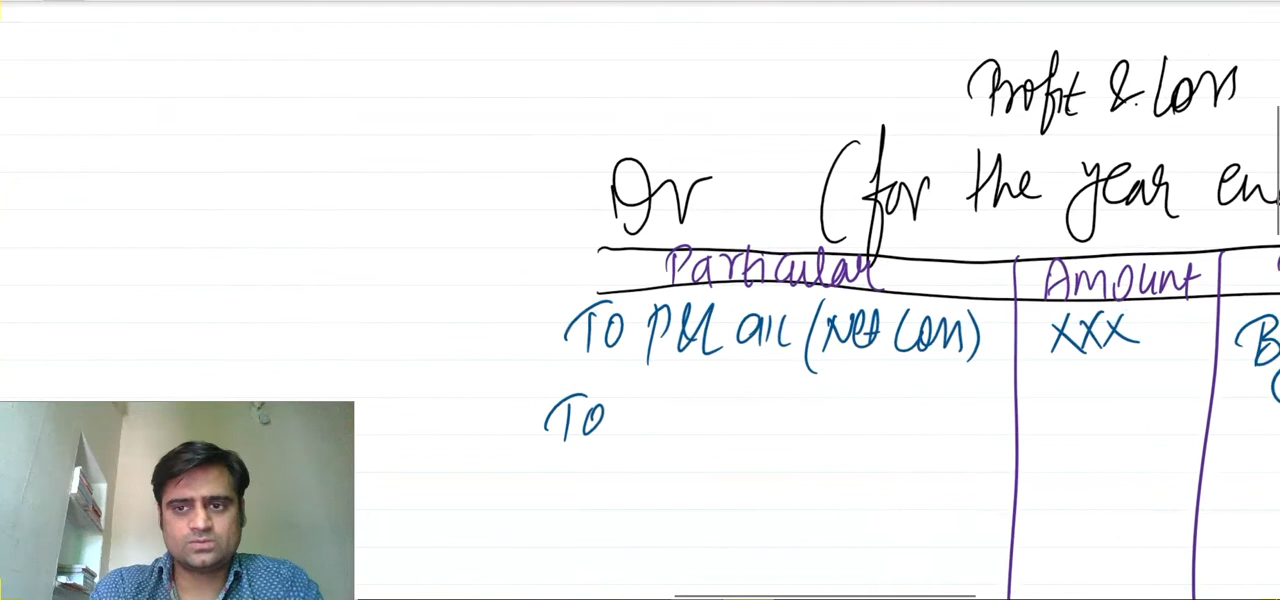 Profit & Loss
Dr (for the year en
Particular Amount
To P&L a/c (Net Loss) XXX B
To